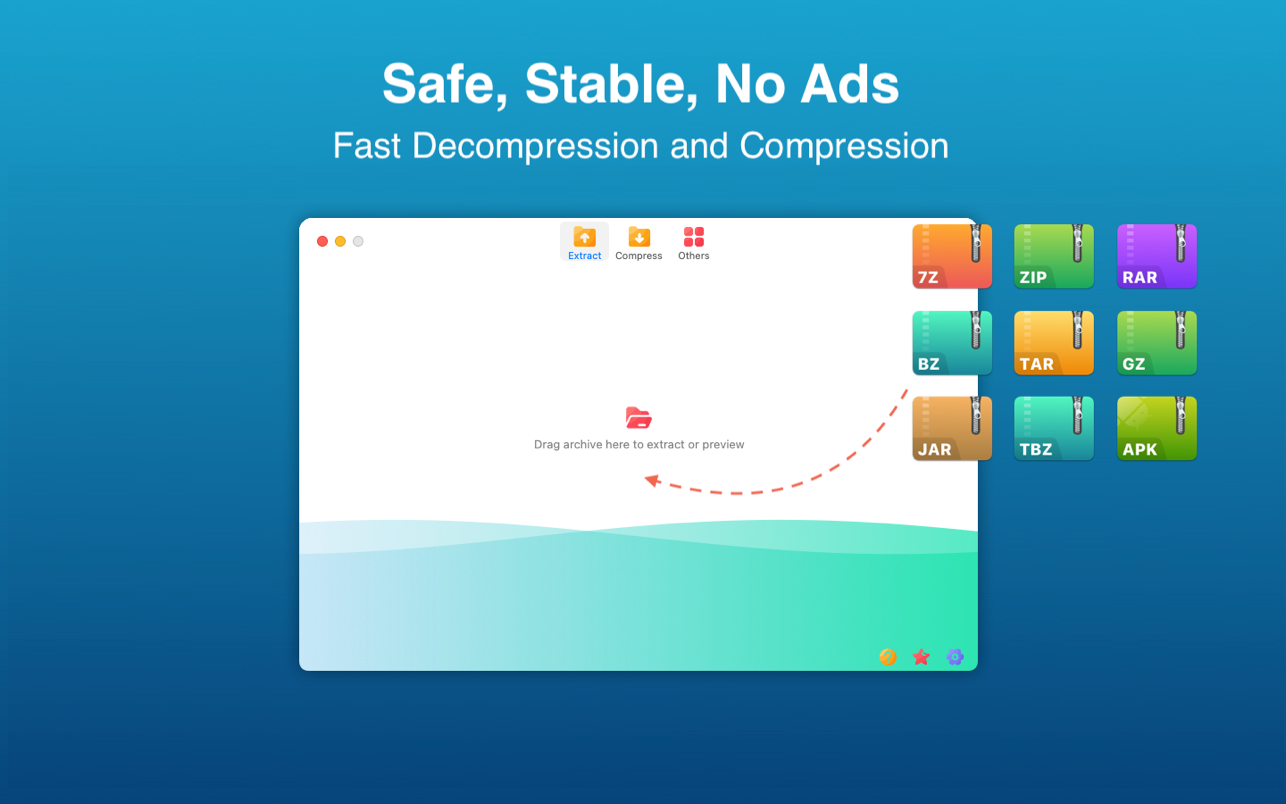 Safe, Stable, No Ads
Fast Decompression and Compression
Extract
Compress
Others
7Z
ZIP
RAR
BZ
TAR
GZ
JAR
TBZ
APK
Drag archive here to extract or preview